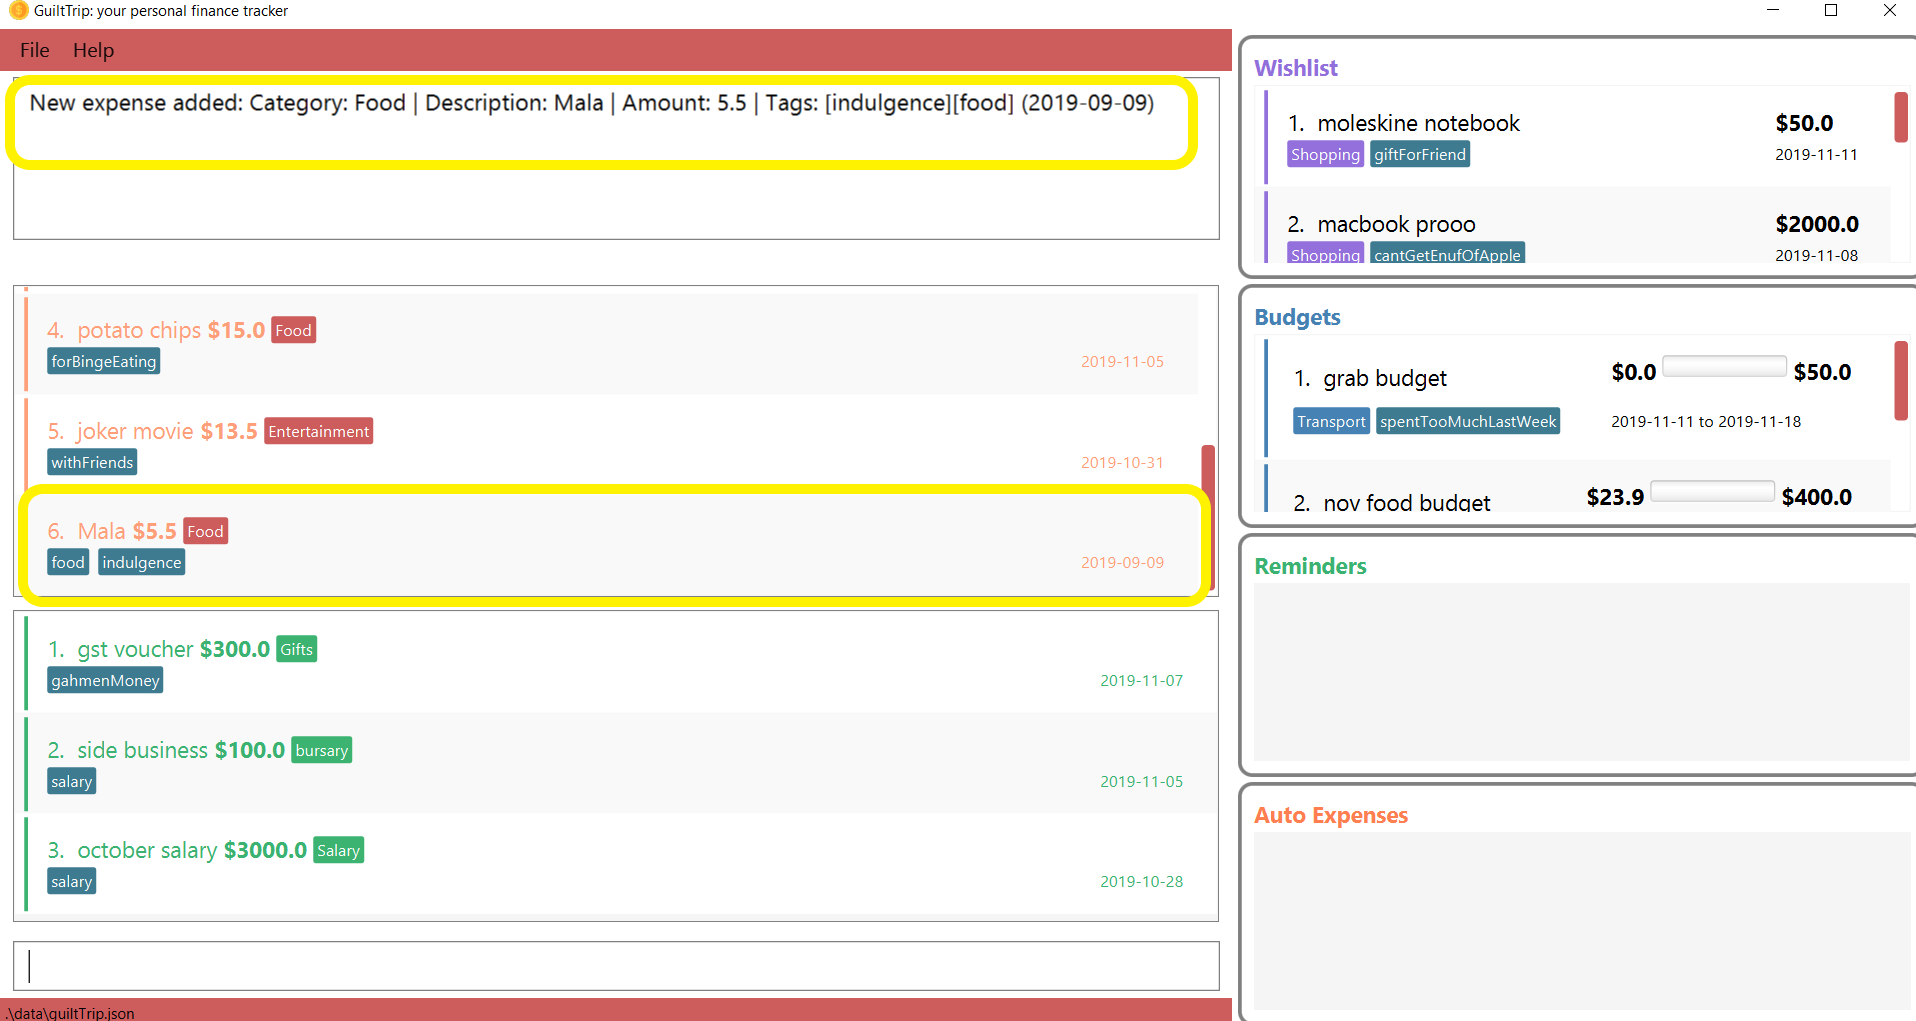 GuiltTrip: your personal finance tracker
File Help
New expense added: Category: Food | Description: Mala | Amount: 5.5 | Tags: [indulgence][food] (2019-09-09)
4. potato chips $15.0 Food
forBingeEating 2019-11-05
5. joker movie $13.5 Entertainment
withFriends 2019-10-31
6. Mala $5.5 Food
food indulgence 2019-09-09
1. gst voucher $300.0 Gifts
gahmenMoney 2019-11-07
2. side business $100.0 bursary
salary 2019-11-05
3. october salary $3000.0 Salary
salary 2019-10-28
.\data\guiltTrip.json
Wishlist
1. moleskine notebook $50.0
Shopping giftForFriend 2019-11-11
2. macbook prooo $2000.0
Shopping cantGetEnufOfApple 2019-11-08
Budgets
1. grab budget $0.0 $50.0
Transport spentTooMuchLastWeek 2019-11-11 to 2019-11-18
2. nov food budget $23.9 $400.0
Reminders
Auto Expenses